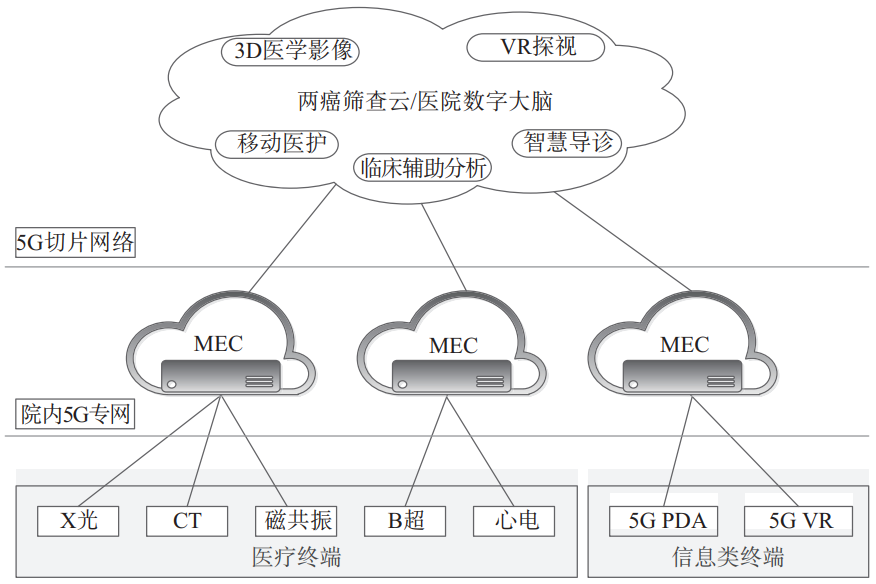 3D医学影像
VR探视
两癌筛查云/医院数字大脑
移动医护
智慧导诊
临床辅助分析
5G切片网络
MEC
MEC
MEC
院内5G专网
X光
CT
磁共振
B超
心电
5G PDA
5G VR
医疗终端
信息类终端